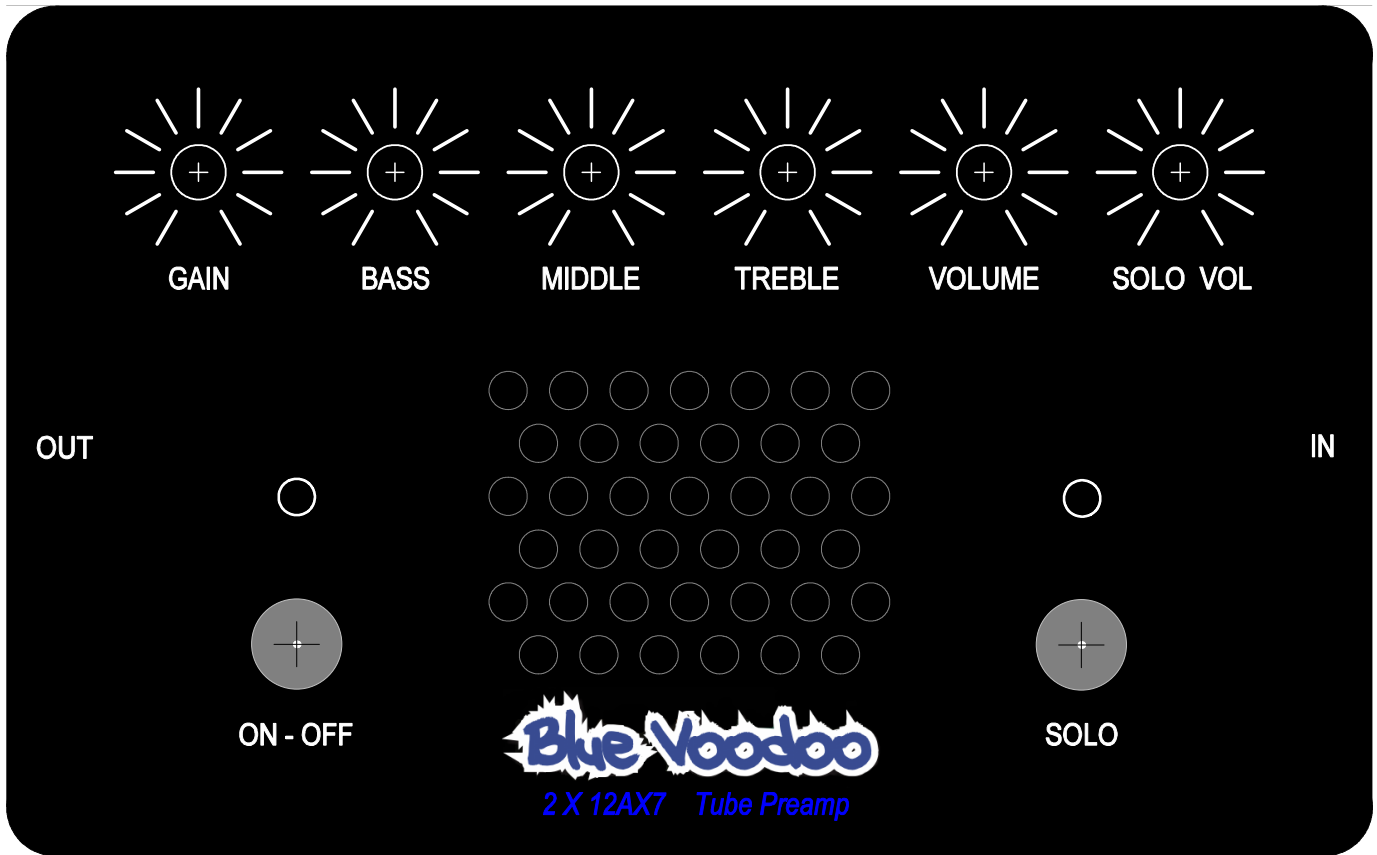 GAIN BASS MIDDLE TREBLE VOLUME SOLO VOL
OUT
IN
ON - OFF
SOLO
Blue Voodoo
2 X 12AX7 Tube Preamp